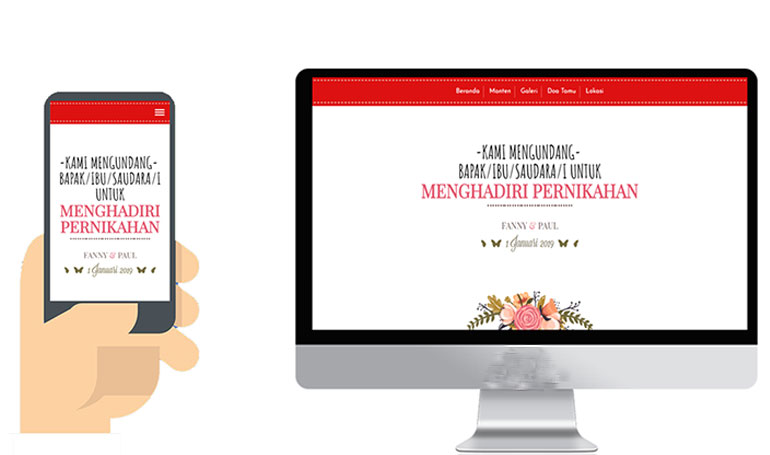 -KAMI MENGUNDANG-
BAPAK/IBU/SAUDARA/I
UNTUK
MENGHADIRI
PERNIKAHAN
FANNY & PAUL
1 Januari 2019
Beranda Manten Galeri Doa Tamu Lokasi
-KAMI MENGUNDANG-
BAPAK/IBU/SAUDARA/I UNTUK
MENGHADIRI PERNIKAHAN
FANNY & PAUL
1 Januari 2019